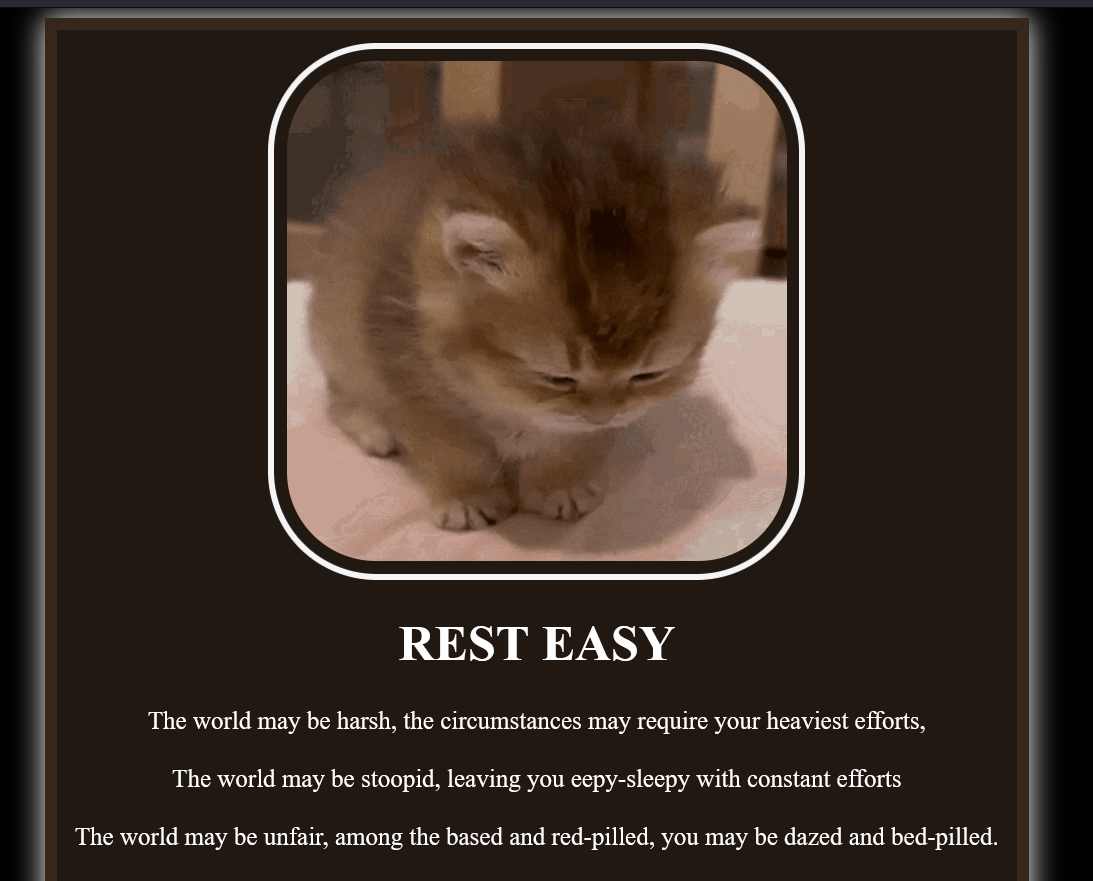 REST EASY
The world may be harsh, the circumstances may require your heaviest efforts,
The world may be stoopid, leaving you eepy-sleepy with constant efforts
The world may be unfair, among the based and red-pilled, you may be dazed and bed-pilled.